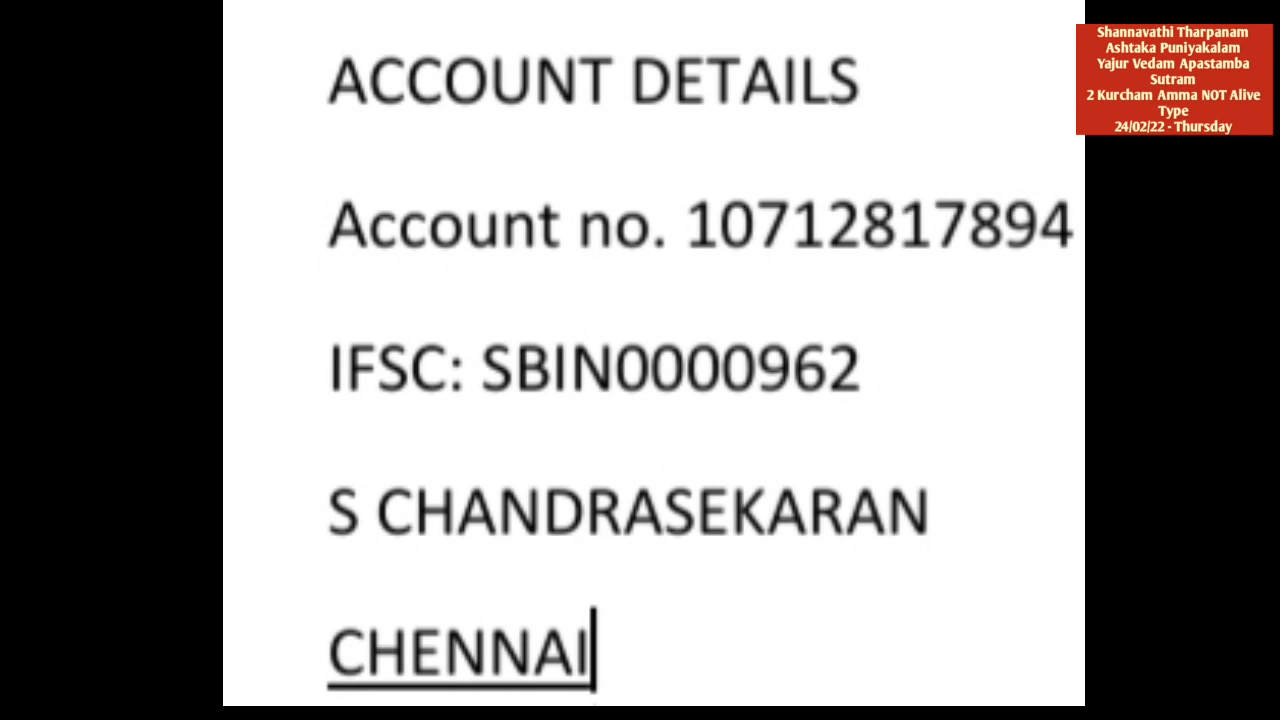 ACCOUNT DETAILS
Account no. 10712817894
IFSC: SBIN0000962
S CHANDRASEKARAN
CHENNAI
Shannavathi Tharpanam
Ashtaka Puniyakalam
Yajur Vedam Apastamba
Sutram
2 Kurcham Amma NOT Alive
Type
24/02/22 - Thursday